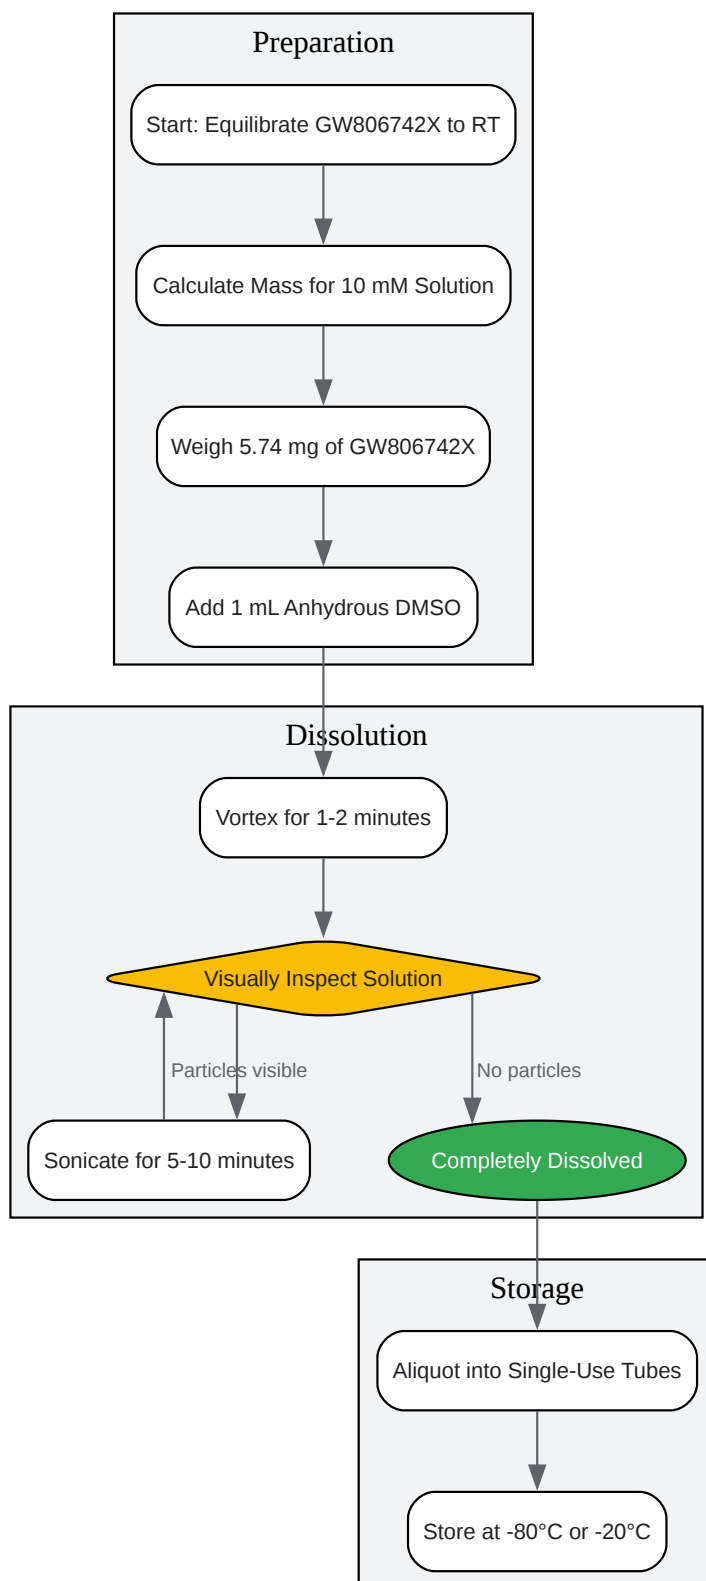 Preparation
Start: Equilibrate GW806742X to RT
Calculate Mass for 10 mM Solution
Weigh 5.74 mg of GW806742X
Add 1 mL Anhydrous DMSO
Dissolution
Vortex for 1-2 minutes
Visually Inspect Solution
Particles visible
No particles
Sonicate for 5-10 minutes
Completely Dissolved
Storage
Aliquot into Single-Use Tubes
Store at -80°C or -20°C